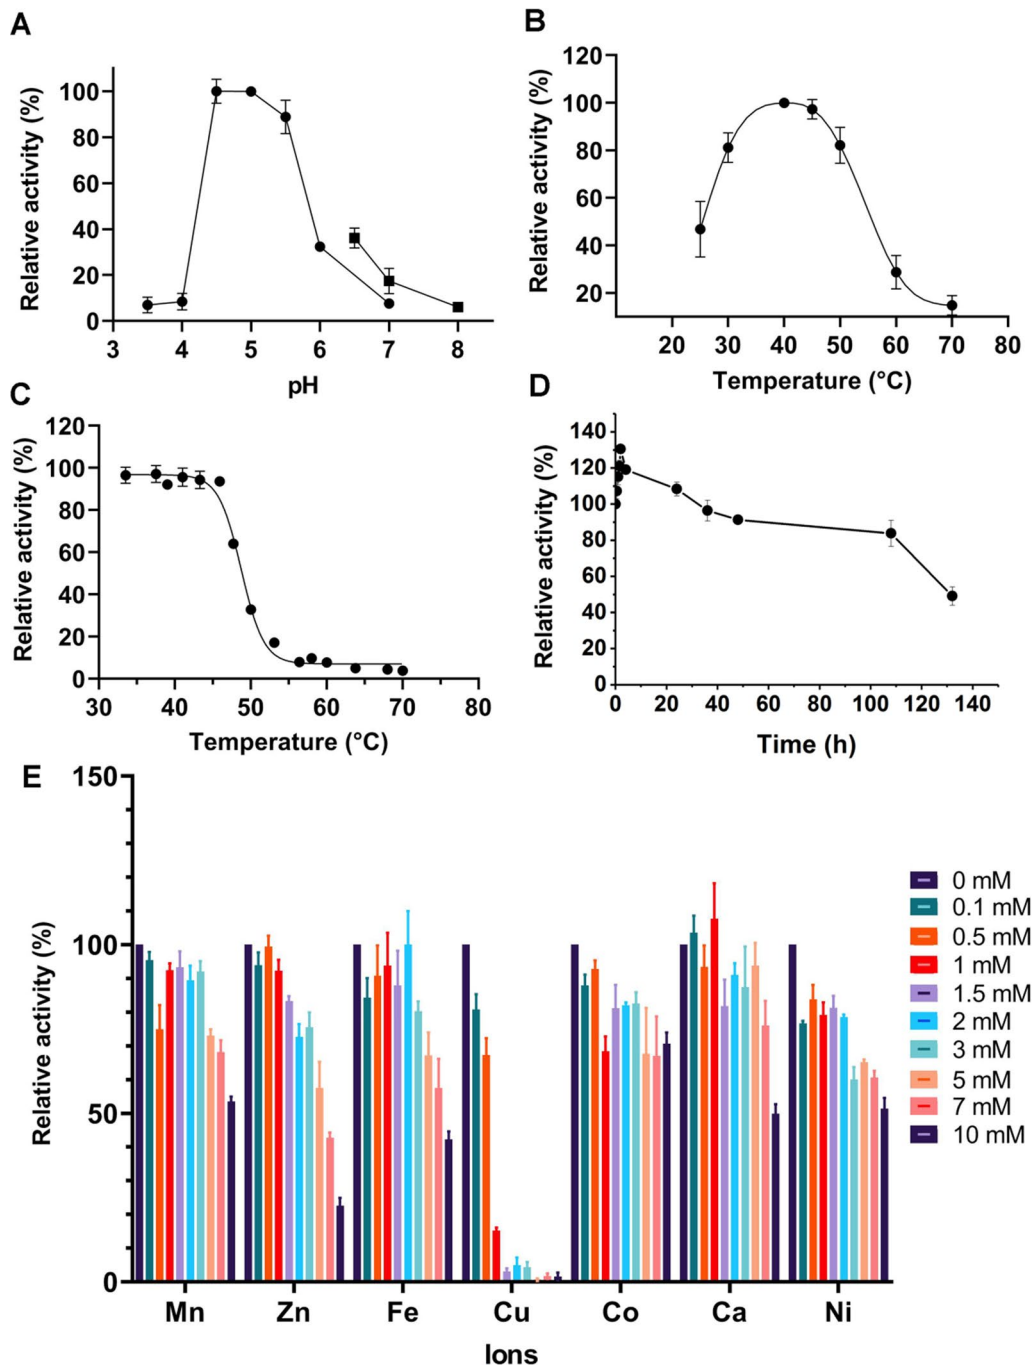 A
Relative activity (%)
100
80
60
40
20
0
3 4 5 6 7 8
pH
B
Relative activity (%)
120
100
80
60
40
20
20 30 40 50 60 70 80
Temperature (°C)
C
Relative activity (%)
120
100
80
60
40
20
0
30 40 50 60 70 80
Temperature (°C)
D
Relative activity (%)
140
120
100
80
60
40
20
0
0 20 40 60 80 100 120 140
Time (h)
E
Relative activity (%)
150
100
50
0
Mn Zn Fe Cu Co Ca Ni
Ions
0 mM
0.1 mM
0.5 mM
1 mM
1.5 mM
2 mM
3 mM
5 mM
7 mM
10 mM